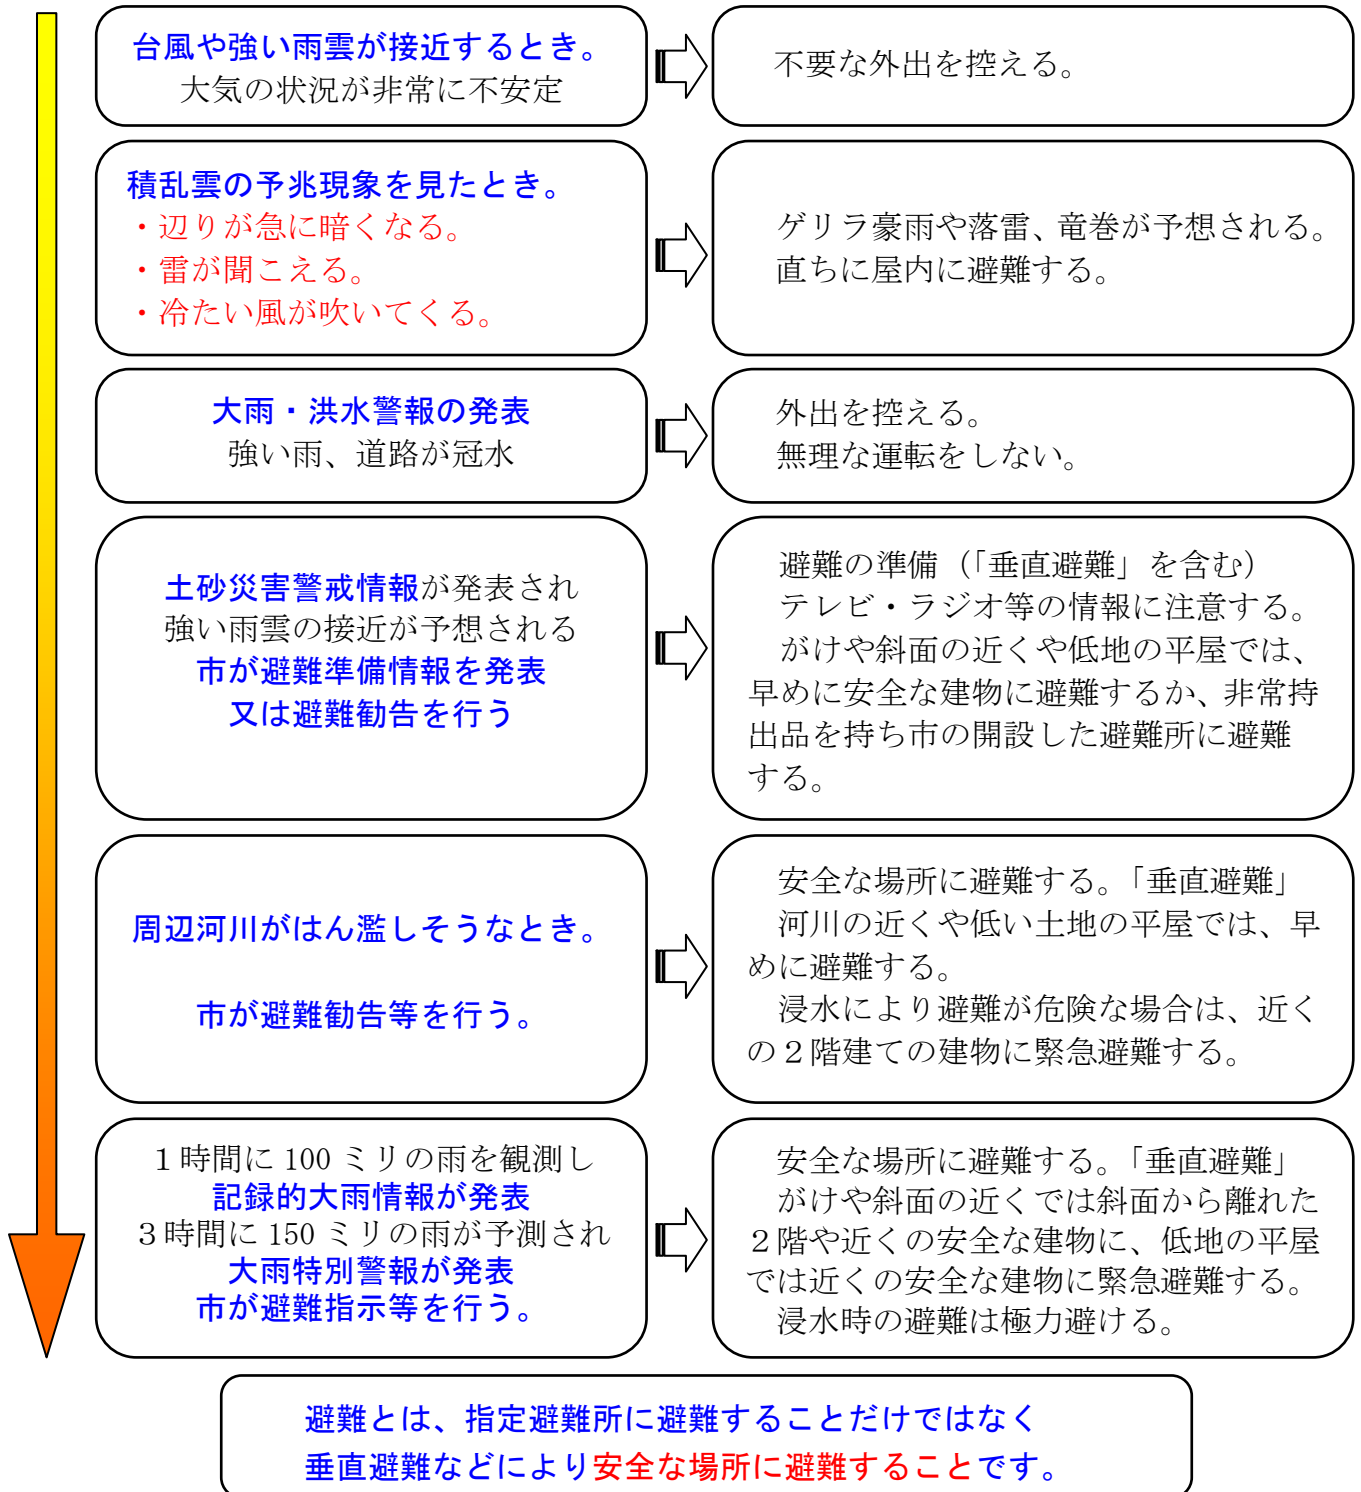 台風や強い雨雲が接近するとき。
大気の状況が非常に不安定
不要な外出を控える。
積乱雲の予兆現象を見たとき。
・辺りが急に暗くなる。
・雷が聞こえる。
・冷たい風が吹いてくる。
ゲリラ豪雨や落雷、竜巻が予想される。
直ちに屋内に避難する。
大雨・洪水警報の発表
強い雨、道路が冠水
外出を控える。
無理な運転をしない。
土砂災害警戒情報が発表され
強い雨雲の接近が予想される
市が避難準備情報を発表
又は避難勧告を行う
避難の準備（「垂直避難」を含む）
テレビ・ラジオ等の情報に注意する。
がけや斜面の近くや低地の平屋では、
早めに安全な建物に避難するか、非常持
出品を持ち市の開設した避難所に避難
する。
周辺河川がはん濫しそうなとき。
市が避難勧告等を行う。
安全な場所に避難する。「垂直避難」
河川の近くや低い土地の平屋では、早
めに避難する。
浸水により避難が危険な場合は、近く
の２階建ての建物に緊急避難する。
１時間に 100 ミリの雨を観測し
記録的大雨情報が発表
３時間に 150 ミリの雨が予測され
大雨特別警報が発表
市が避難指示等を行う。
安全な場所に避難する。「垂直避難」
がけや斜面の近くでは斜面から離れた
２階や近くの安全な建物に、低地の平屋
では近くの安全な建物に緊急避難する。
浸水時の避難は極力避ける。
避難とは、指定避難所に避難することだけではなく
垂直避難などにより安全な場所に避難することです。